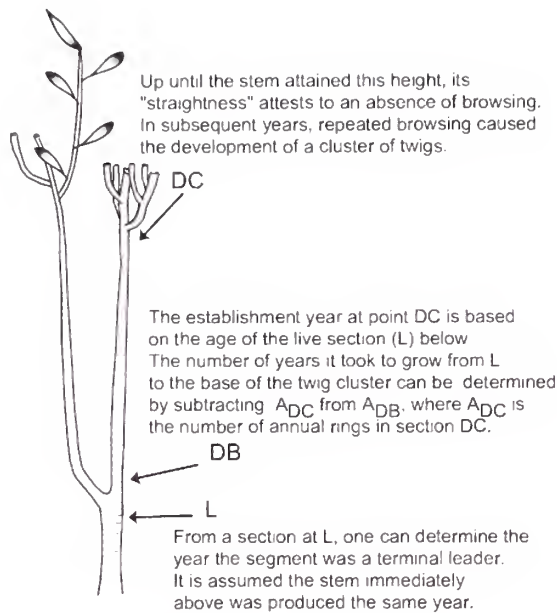 Up until the stem attained this height, its
"straightness" attests to an absence of browsing.
In subsequent years, repeated browsing caused
the development of a cluster of twigs.
DC
The establishment year at point DC is based
on the age of the live section (L) below
The number of years it took to grow from L
to the base of the twig cluster can be determined
by subtracting ADC from ADB. where ADC is
the number of annual rings in section DC.
DB
L
From a section at L, one can determine the
year the segment was a terminal leader.
It is assumed the stem immediately
above was produced the same year.